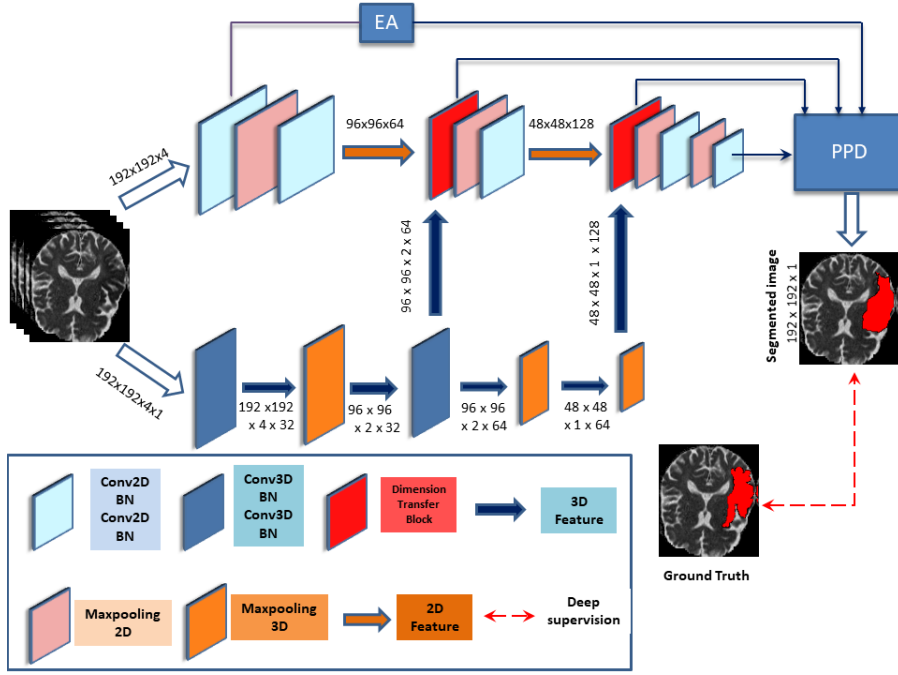 EA
96x96x64
48x48x128
192x192x4
PPD
96 x 96 x 2 x 64
48 x 48 x 1 x 128
Segmented image
192 x 192 x 1
192x192x4x1
192 x192
x 4 x 32
96 x 96
x 2 x 32
96 x 96
x 2 x 64
48 x 48
x 1 x 64
Conv2D
BN
Conv2D
BN
Conv3D
BN
Conv3D
BN
Dimension
Transfer
Block
3D
Feature
Ground Truth
Maxpooling
2D
Maxpooling
3D
2D
Feature
Deep
supervision